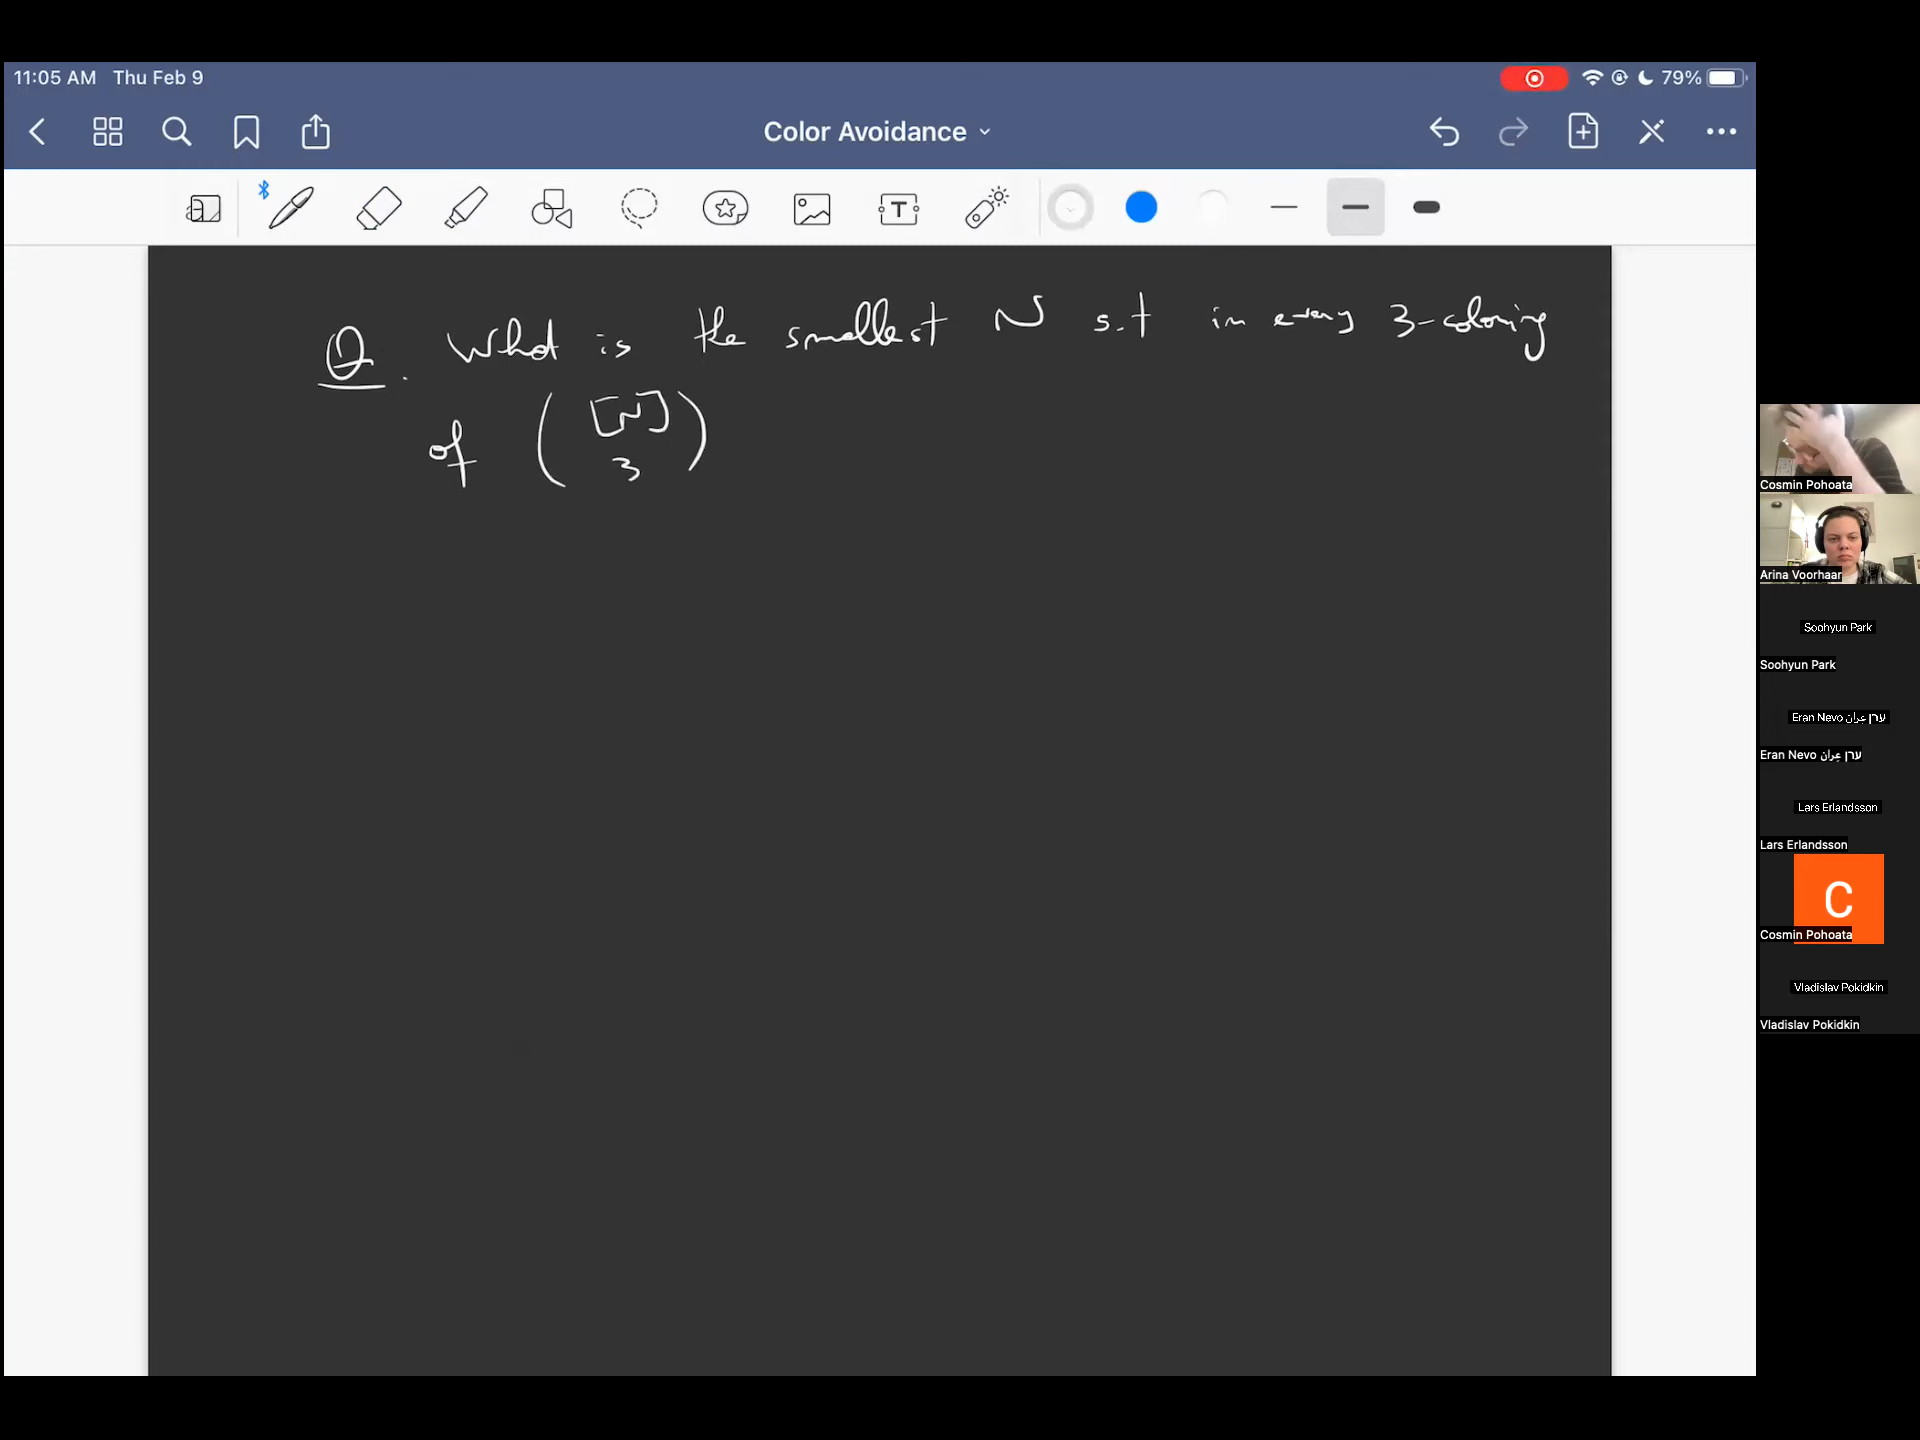 11:05 AM Thu Feb 9
79%
Color Avoidance
T
Q. What is the smallest N s.t in every 3-coloring
of ( [N] 3 )
Cosmin Pohoata
Arina Voorhaar
Soohyun Park
Soohyun Park
Eran Nevo ערן عران
Eran Nevo ערן عران
Lars Erlandsson
Lars Erlandsson
C
Cosmin Pohoata
Vladislav Pokidkin
Vladislav Pokidkin